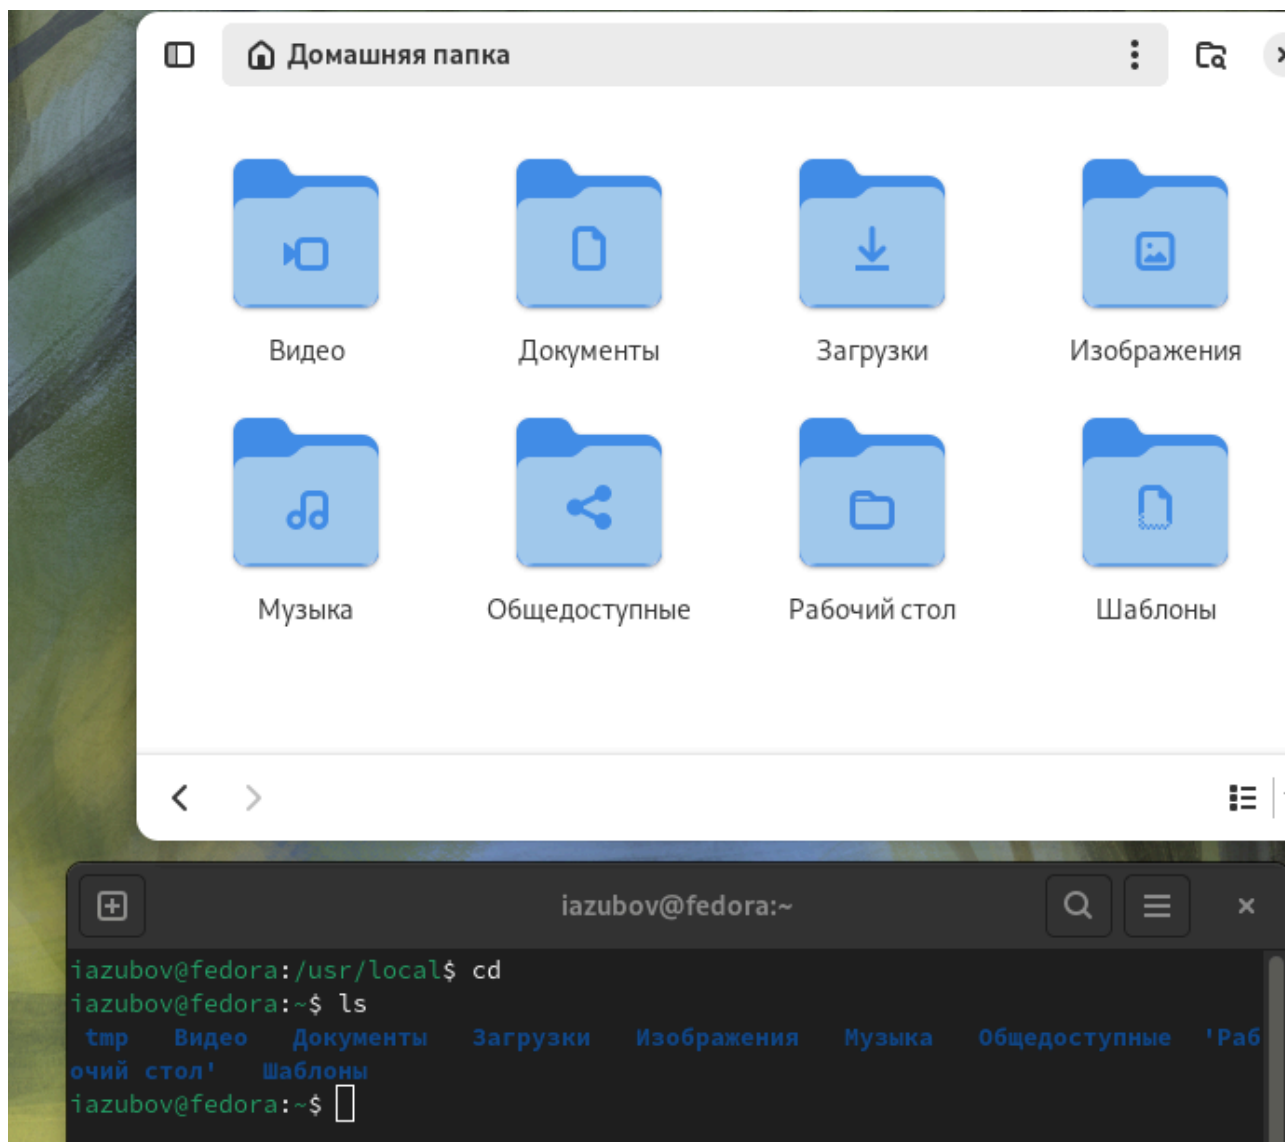 Домашняя папка
Видео Документы Загрузки Изображения
Музыка Общедоступные Рабочий стол Шаблоны
iazubov@fedora:~
iazubov@fedora:/usr/local$ cd
iazubov@fedora:~$ ls
tmp Видео Документы Загрузки Изображения Музыка Общедоступные 'Раб
очий стол' Шаблоны
iazubov@fedora:~$